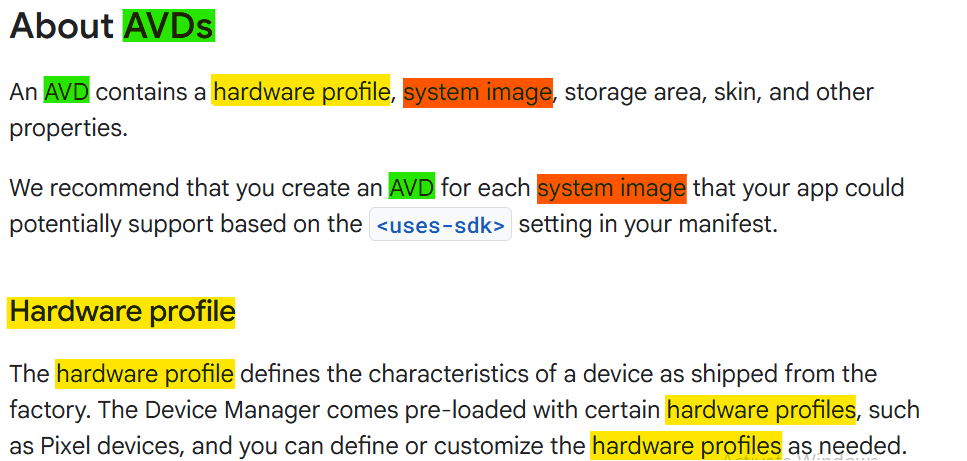 About AVDs
An AVD contains a hardware profile, system image, storage area, skin, and other
properties.
We recommend that you create an AVD for each system image that your app could
potentially support based on the <uses-sdk> setting in your manifest.
Hardware profile
The hardware profile defines the characteristics of a device as shipped from the
factory. The Device Manager comes pre-loaded with certain hardware profiles, such
as Pixel devices, and you can define or customize the hardware profiles as needed.